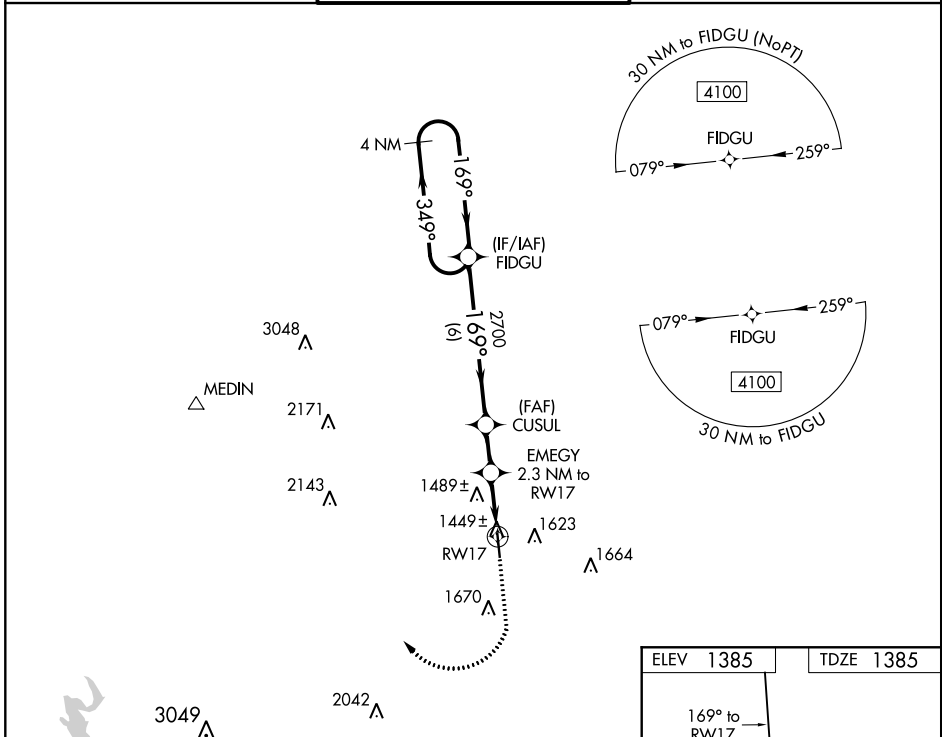 30 NM to FIDGU (NoPT)
4100
FIDGU
079°
259°
4 NM
169°
349°
(IF/IAF)
FIDGU
2700
169°
(6)
079°
259°
FIDGU
4100
30 NM to FIDGU
3048
MEDIN
2171
(FAF)
CUSUL
EMEGY
2.3 NM to
RW17
2143
1489±
1449±
1623
RW17
1664
1670
2042
3049
ELEV 1385
TDZE 1385
169° to
RW17